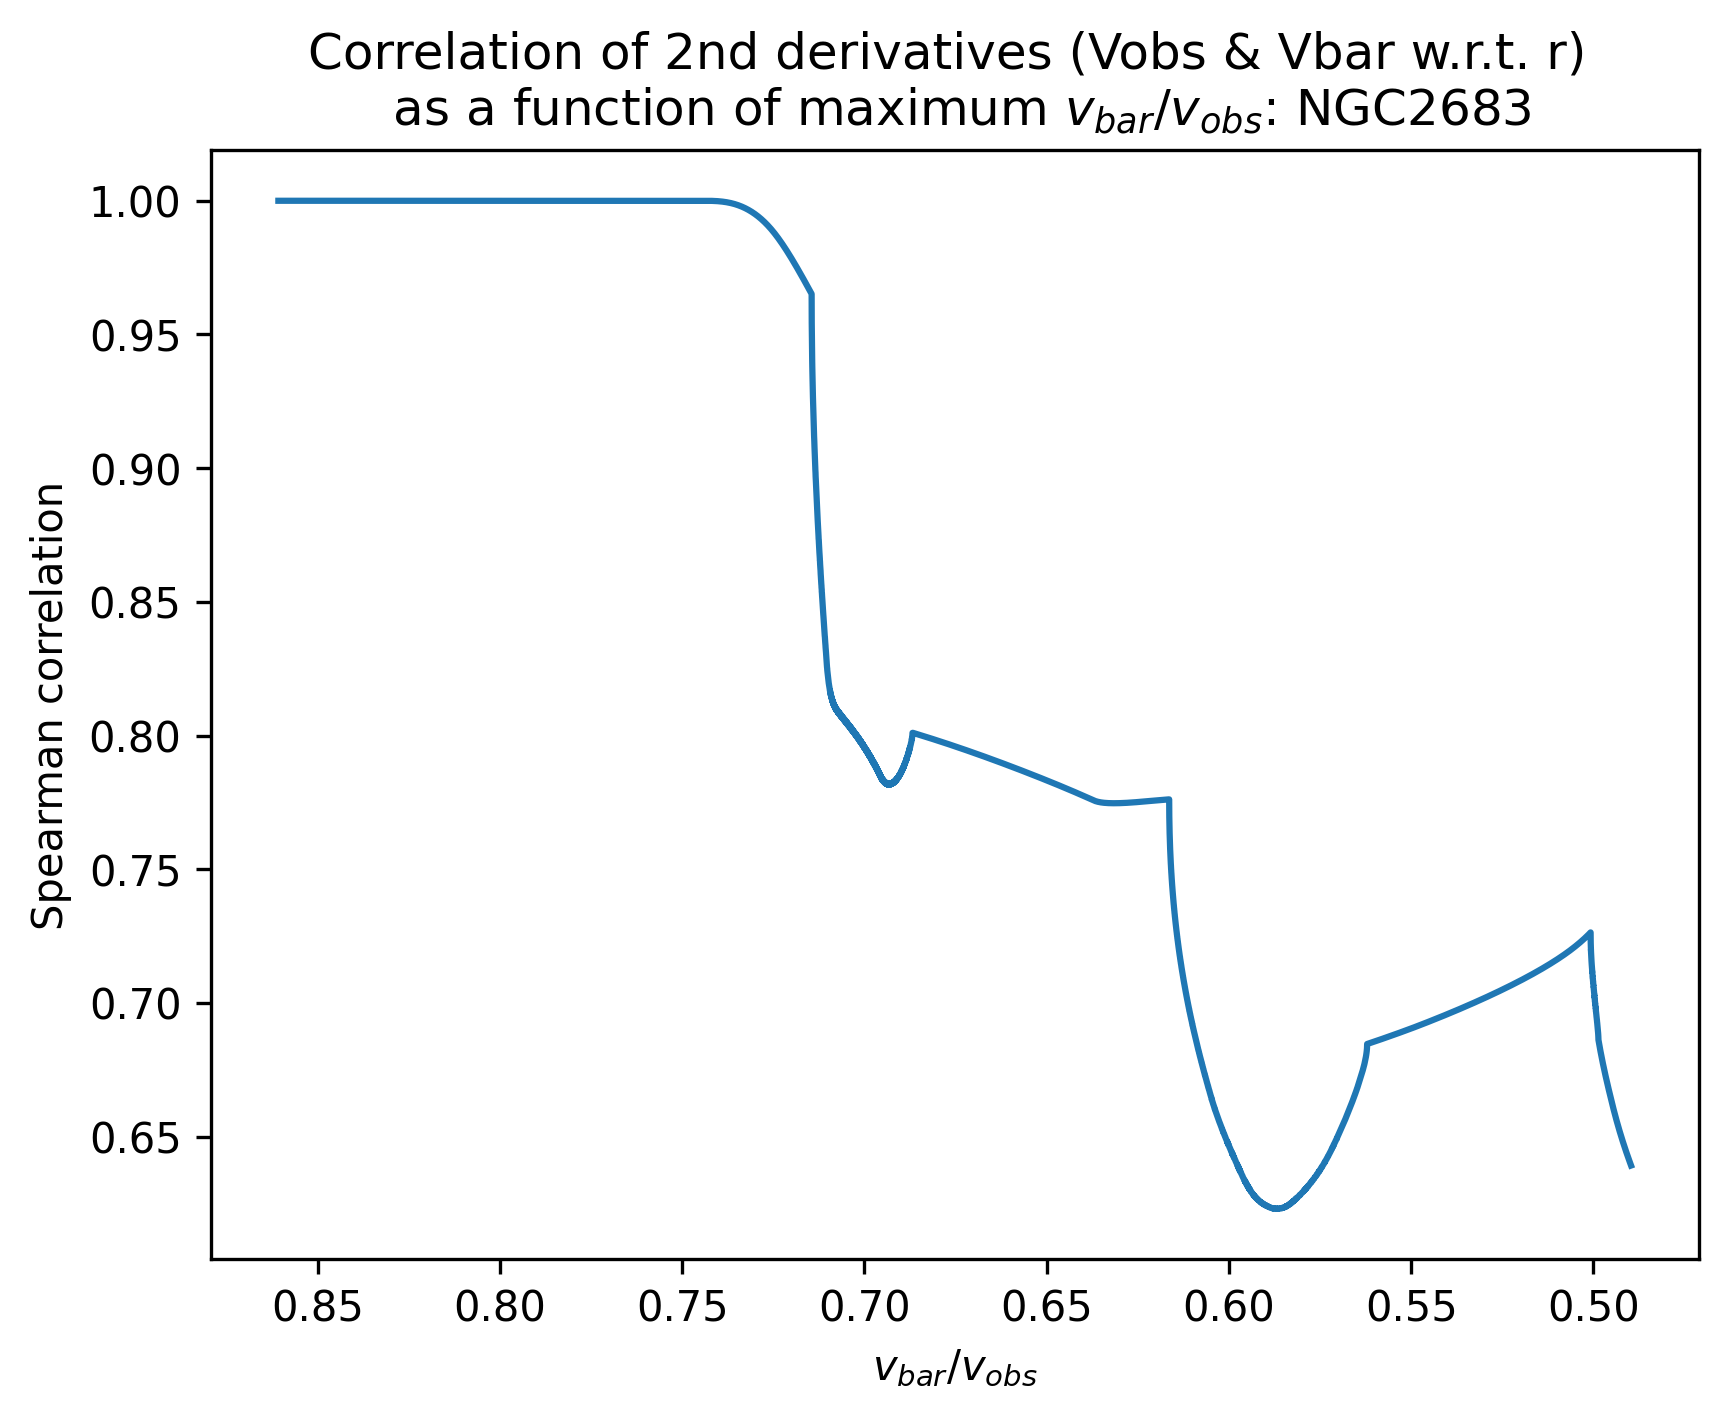 Correlation of 2nd derivatives (Vobs & Vbar w.r.t. r)
as a function of maximum v_bar/v_obs: NGC2683
1.00
0.95
0.90
0.85
0.80
0.75
0.70
0.65
Spearman correlation
0.85 0.80 0.75 0.70 0.65 0.60 0.55 0.50
v_bar/v_obs